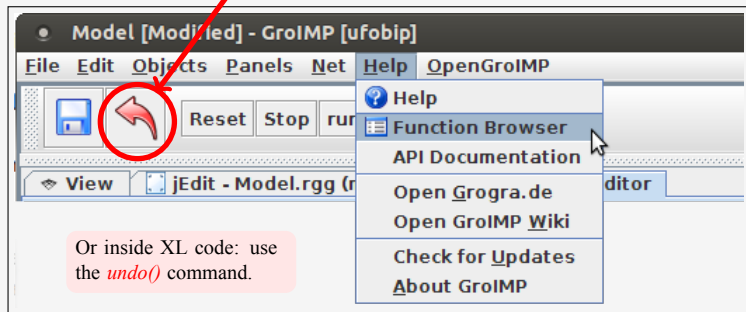 Model [Modified] - GroIMP [ufobip]
File Edit Objects Panels Net Help OpenGroIMP
Reset Stop run
Help
Function Browser
API Documentation
View jEdit - Model.rgg (r ditor
Open Grogra.de
Open GroIMP Wiki
Check for Updates
About GroIMP
Or inside XL code: use
the undo() command.